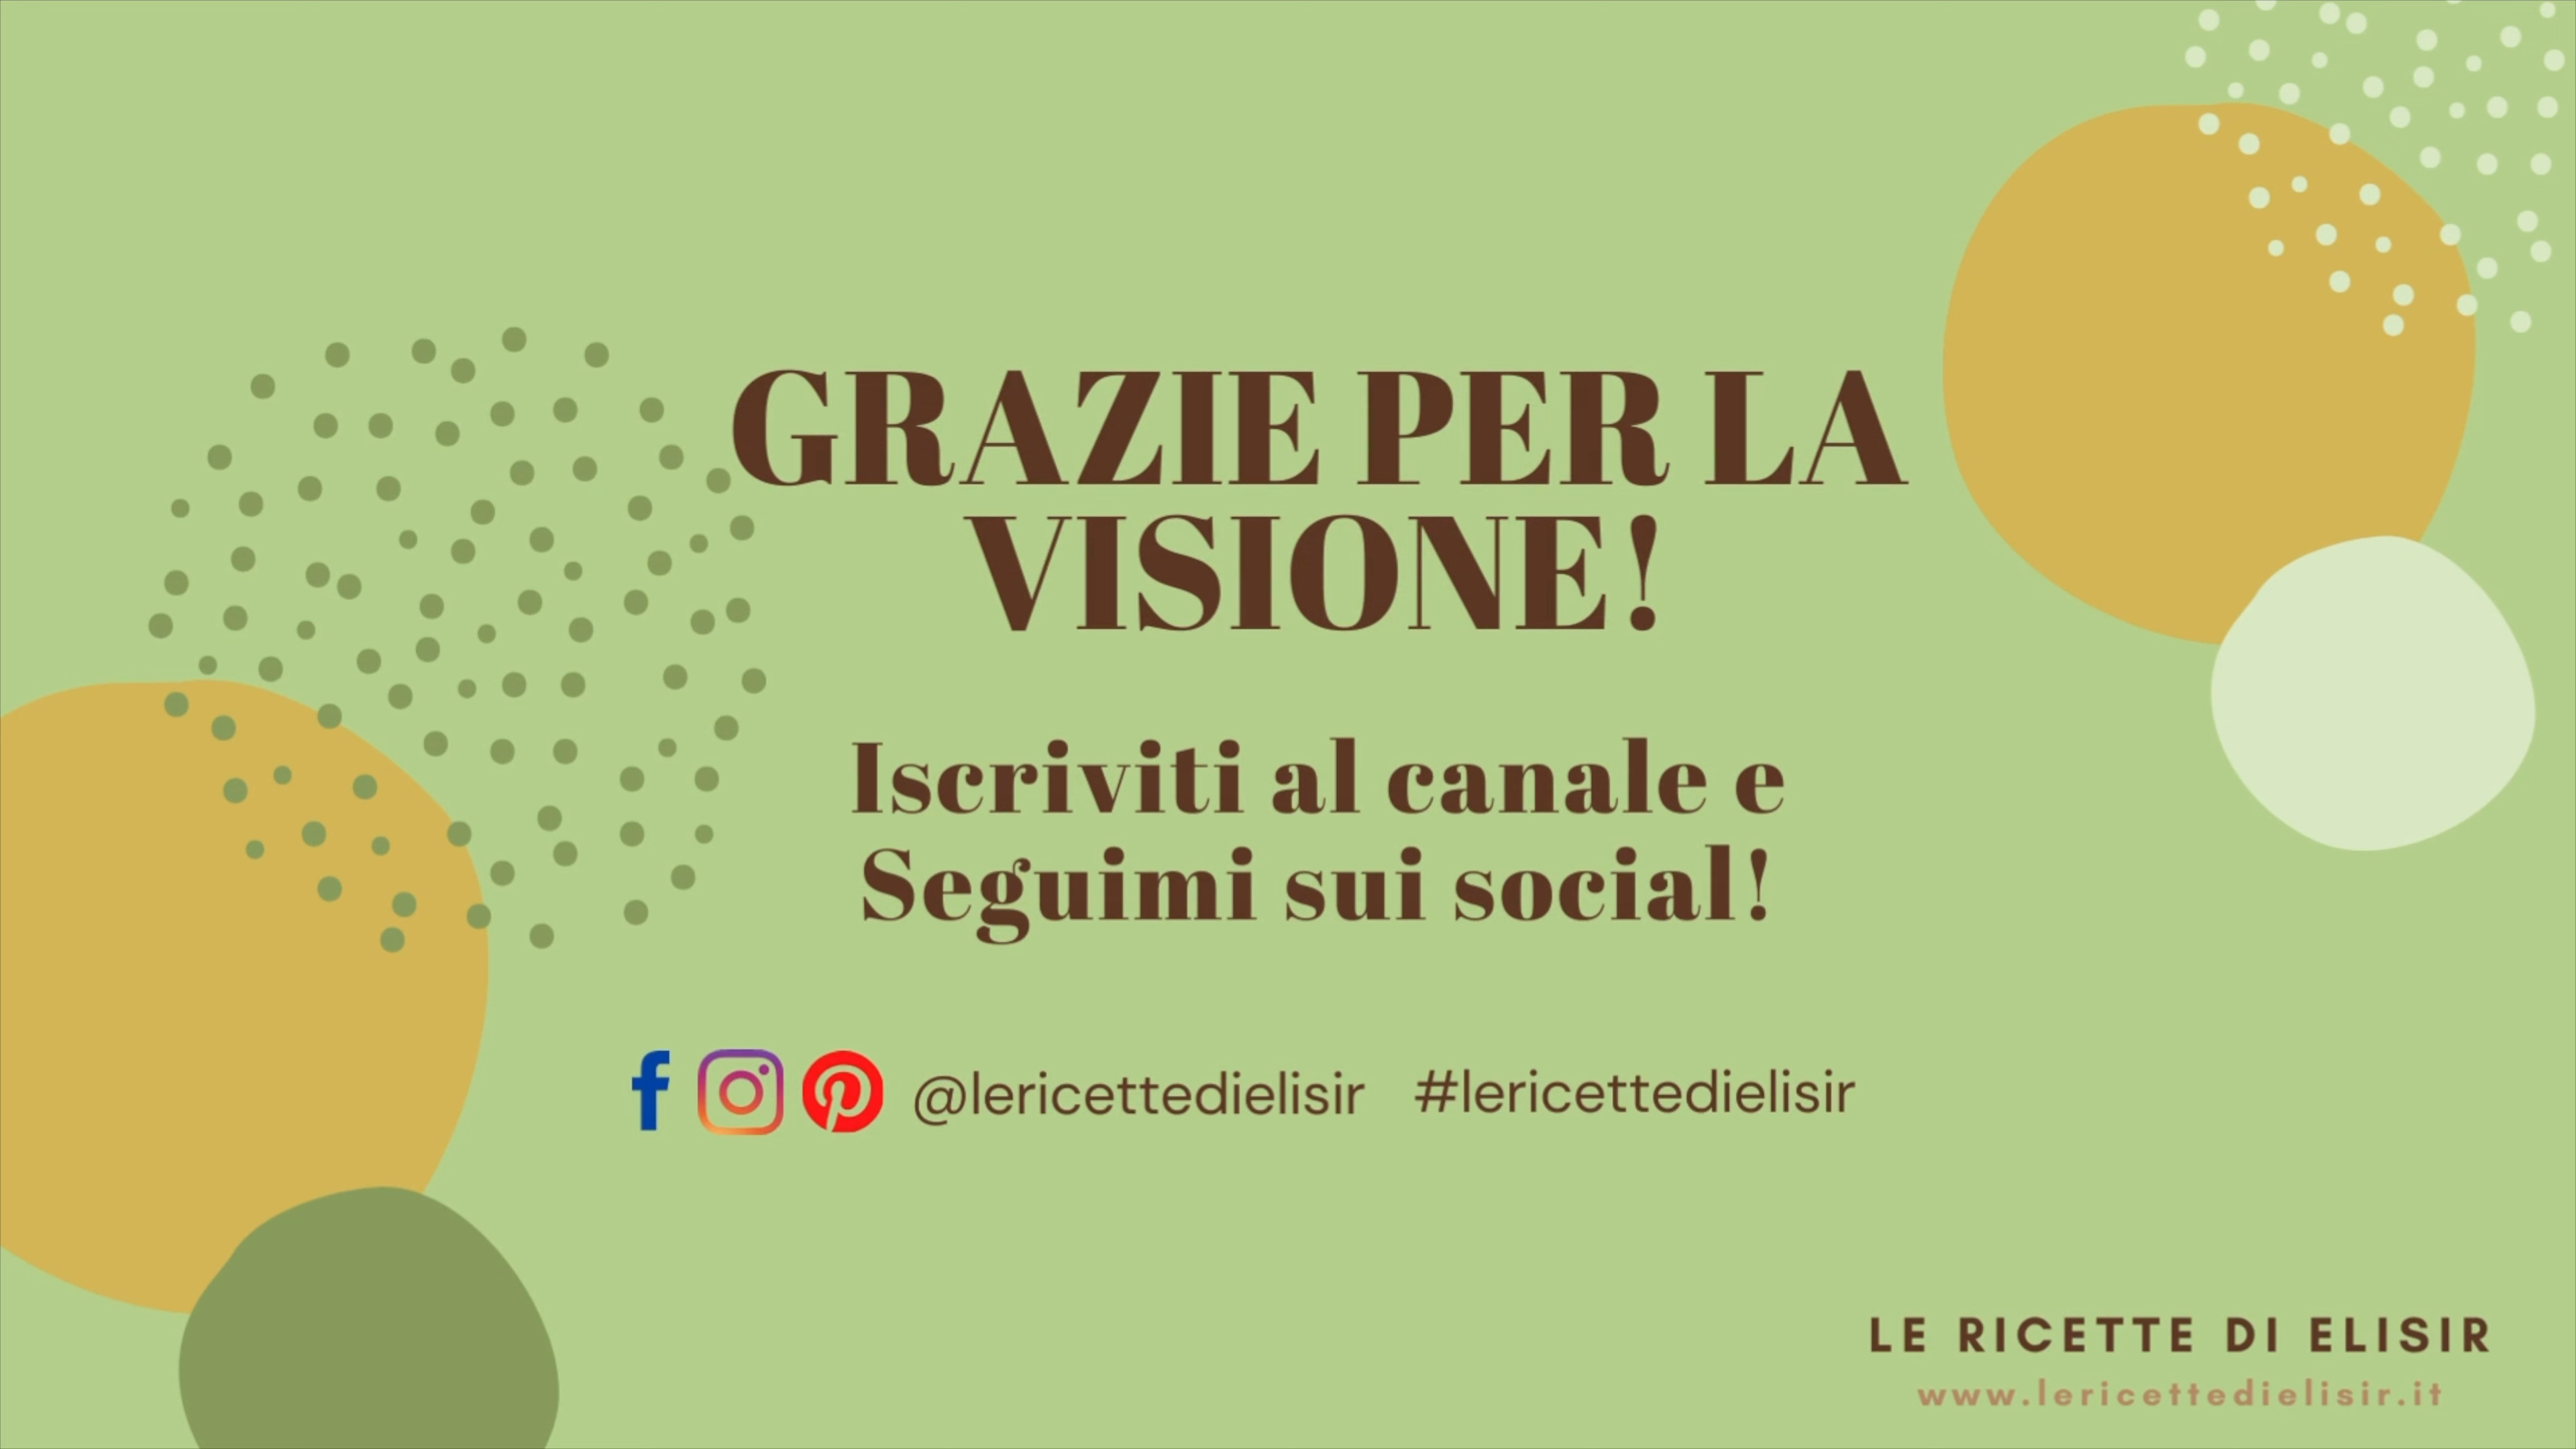 GRAZIE PER LA
VISIONE!
Iscriviti al canale e
Seguimi sui social!
@lericettedielisir #lericettedielisir
LE RICETTE DI ELISIR
www.lericettedielisir.it